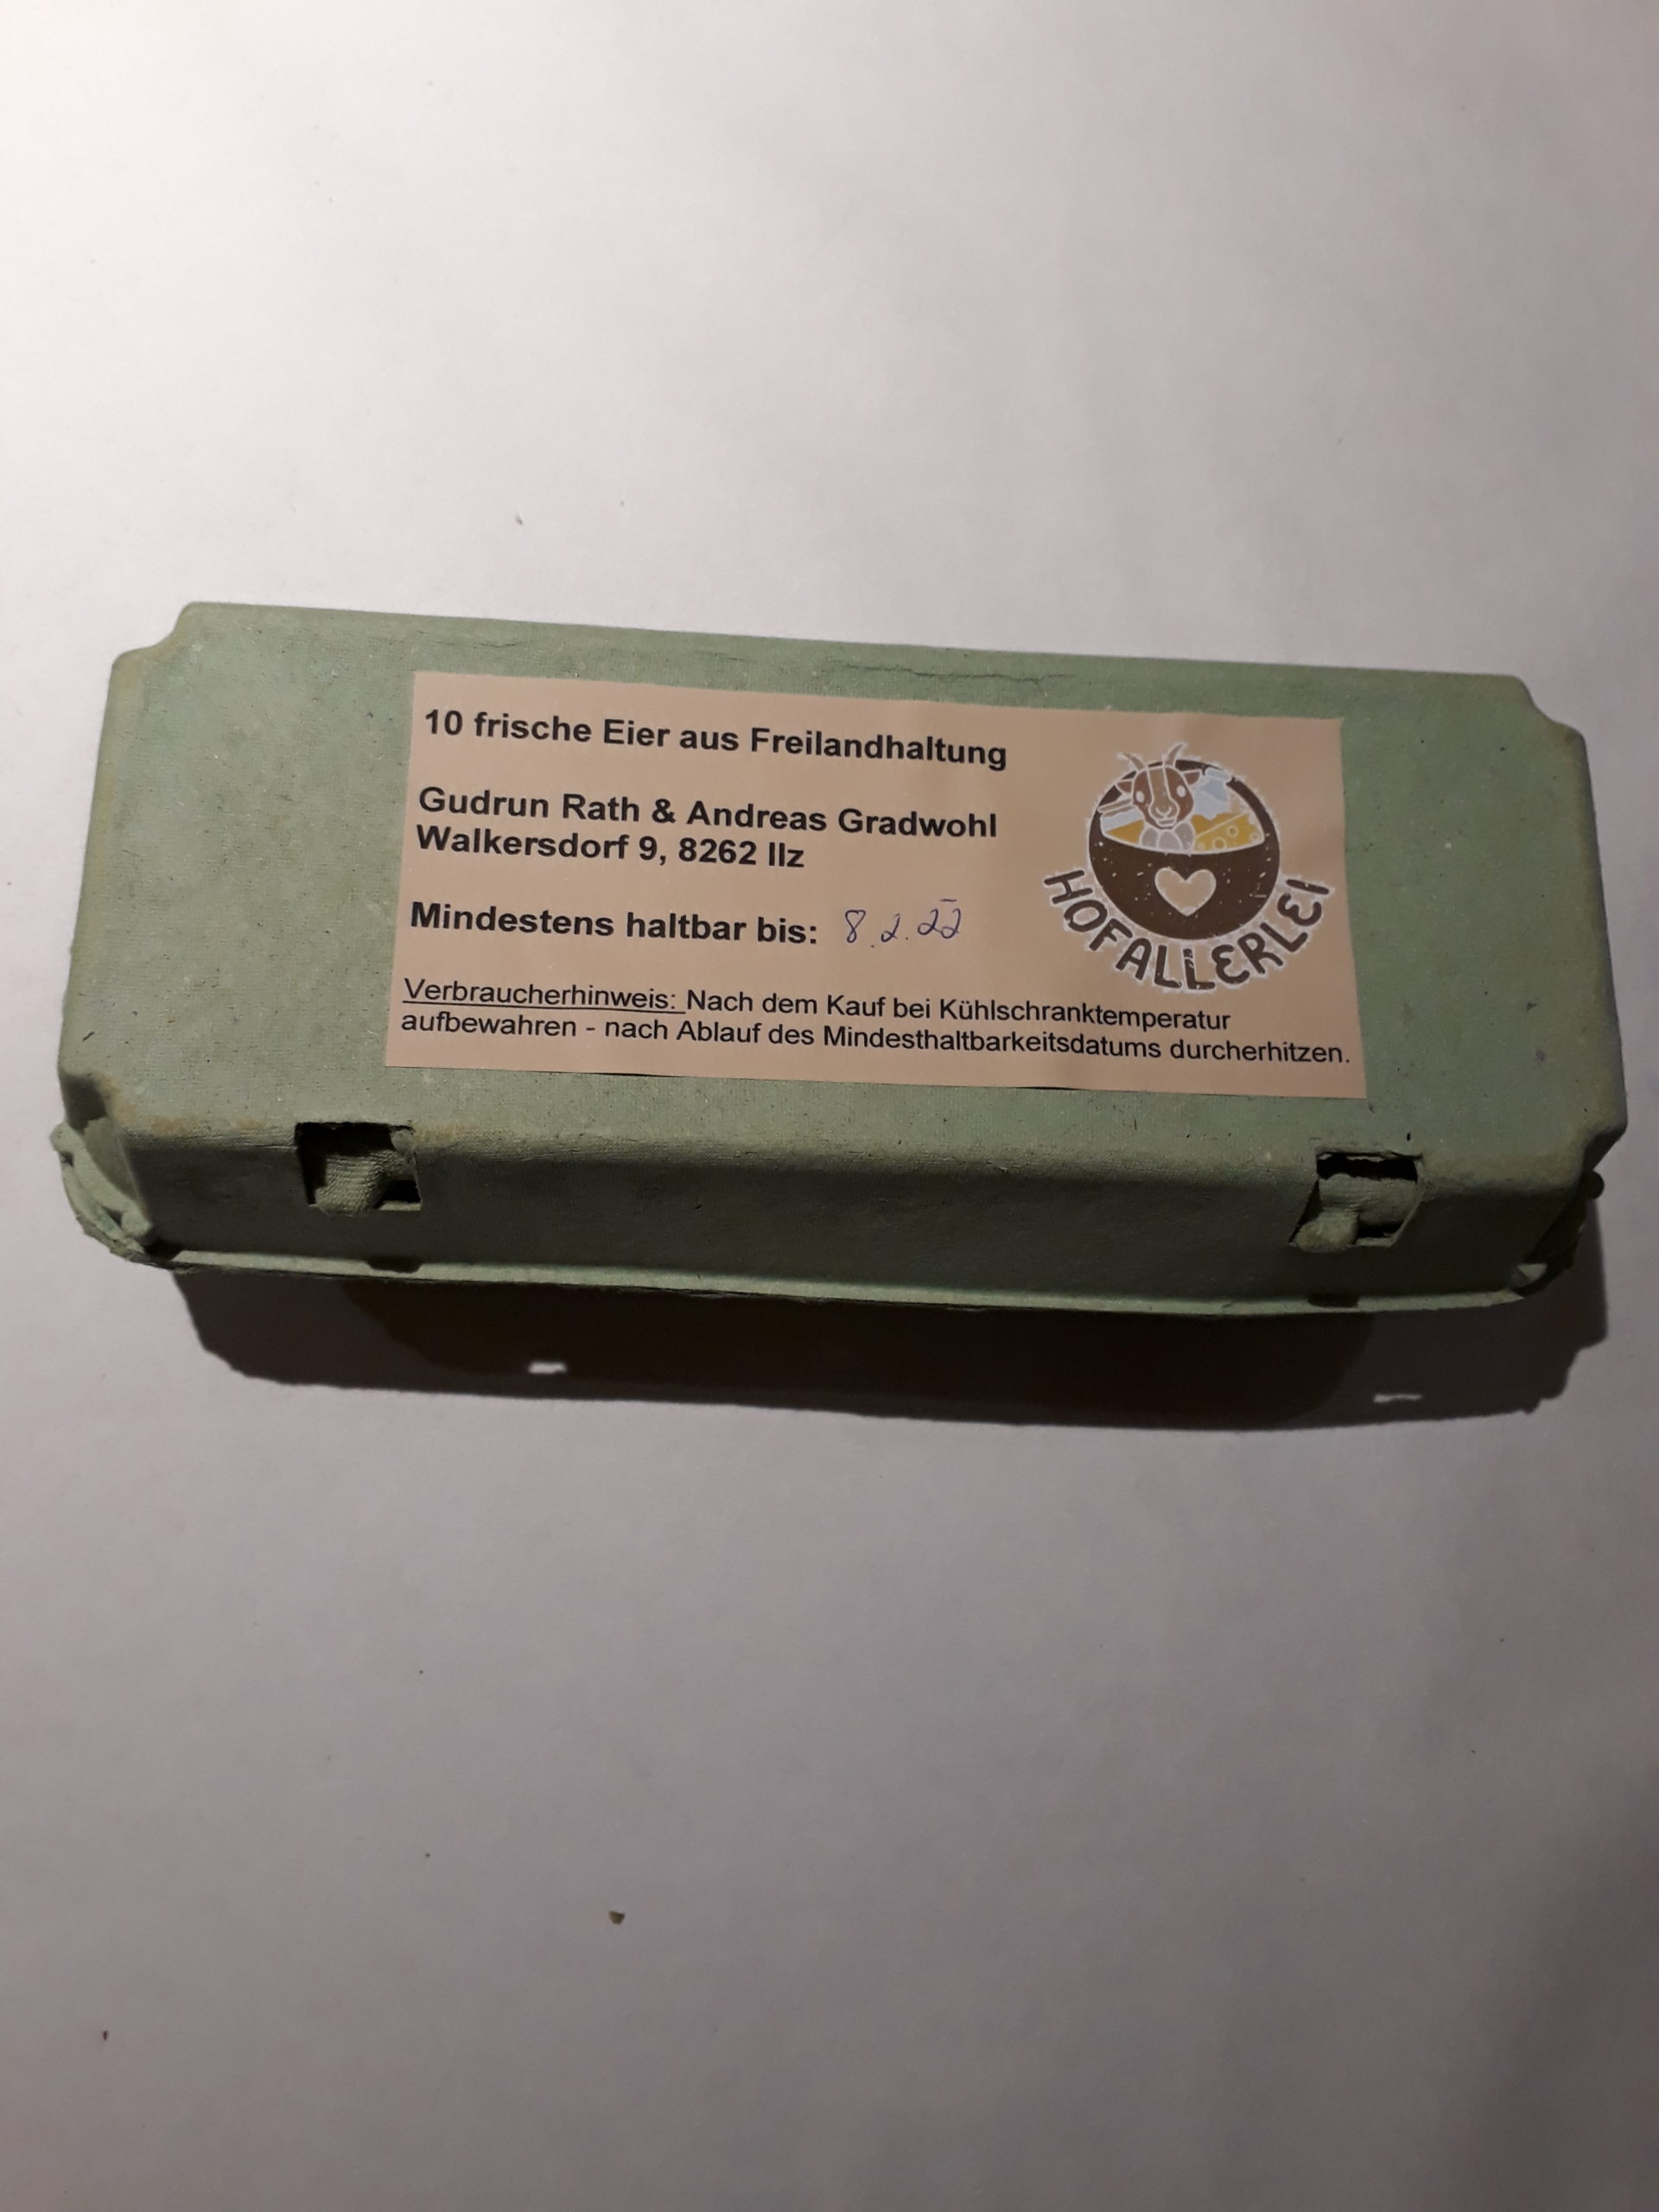 10 frische Eier aus Freilandhaltung
Gudrun Rath & Andreas Gradwohl
Walkersdorf 9, 8262 Ilz
Mindestens haltbar bis: 8.2.22
HOFALLERLEI
Verbraucherhinweis: Nach dem Kauf bei Kühlschranktemperatur
aufbewahren - nach Ablauf des Mindesthaltbarkeitsdatums durcherhitzen.